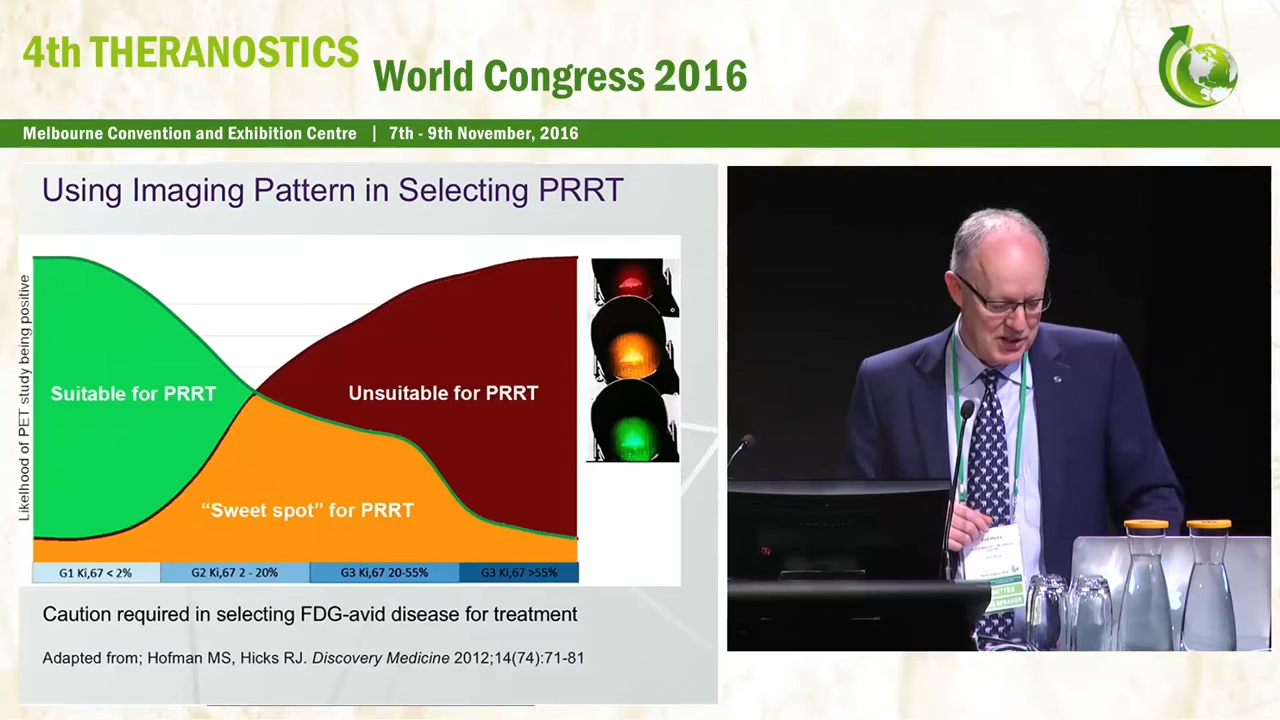 4th THERANOSTICS
World Congress 2016
Melbourne Convention and Exhibition Centre | 7th - 9th November, 2016
Using Imaging Pattern in Selecting PRRT
Likelihood of PET study being positive
Suitable for PRRT
Unsuitable for PRRT
“Sweet spot” for PRRT
G1 Ki,67 < 2%
G2 Ki,67 2 - 20%
G3 Ki,67 20-55%
G3 Ki,67 >55%
Caution required in selecting FDG-avid disease for treatment
Adapted from; Hofman MS, Hicks RJ. Discovery Medicine 2012;14(74):71-81
SPEAKER